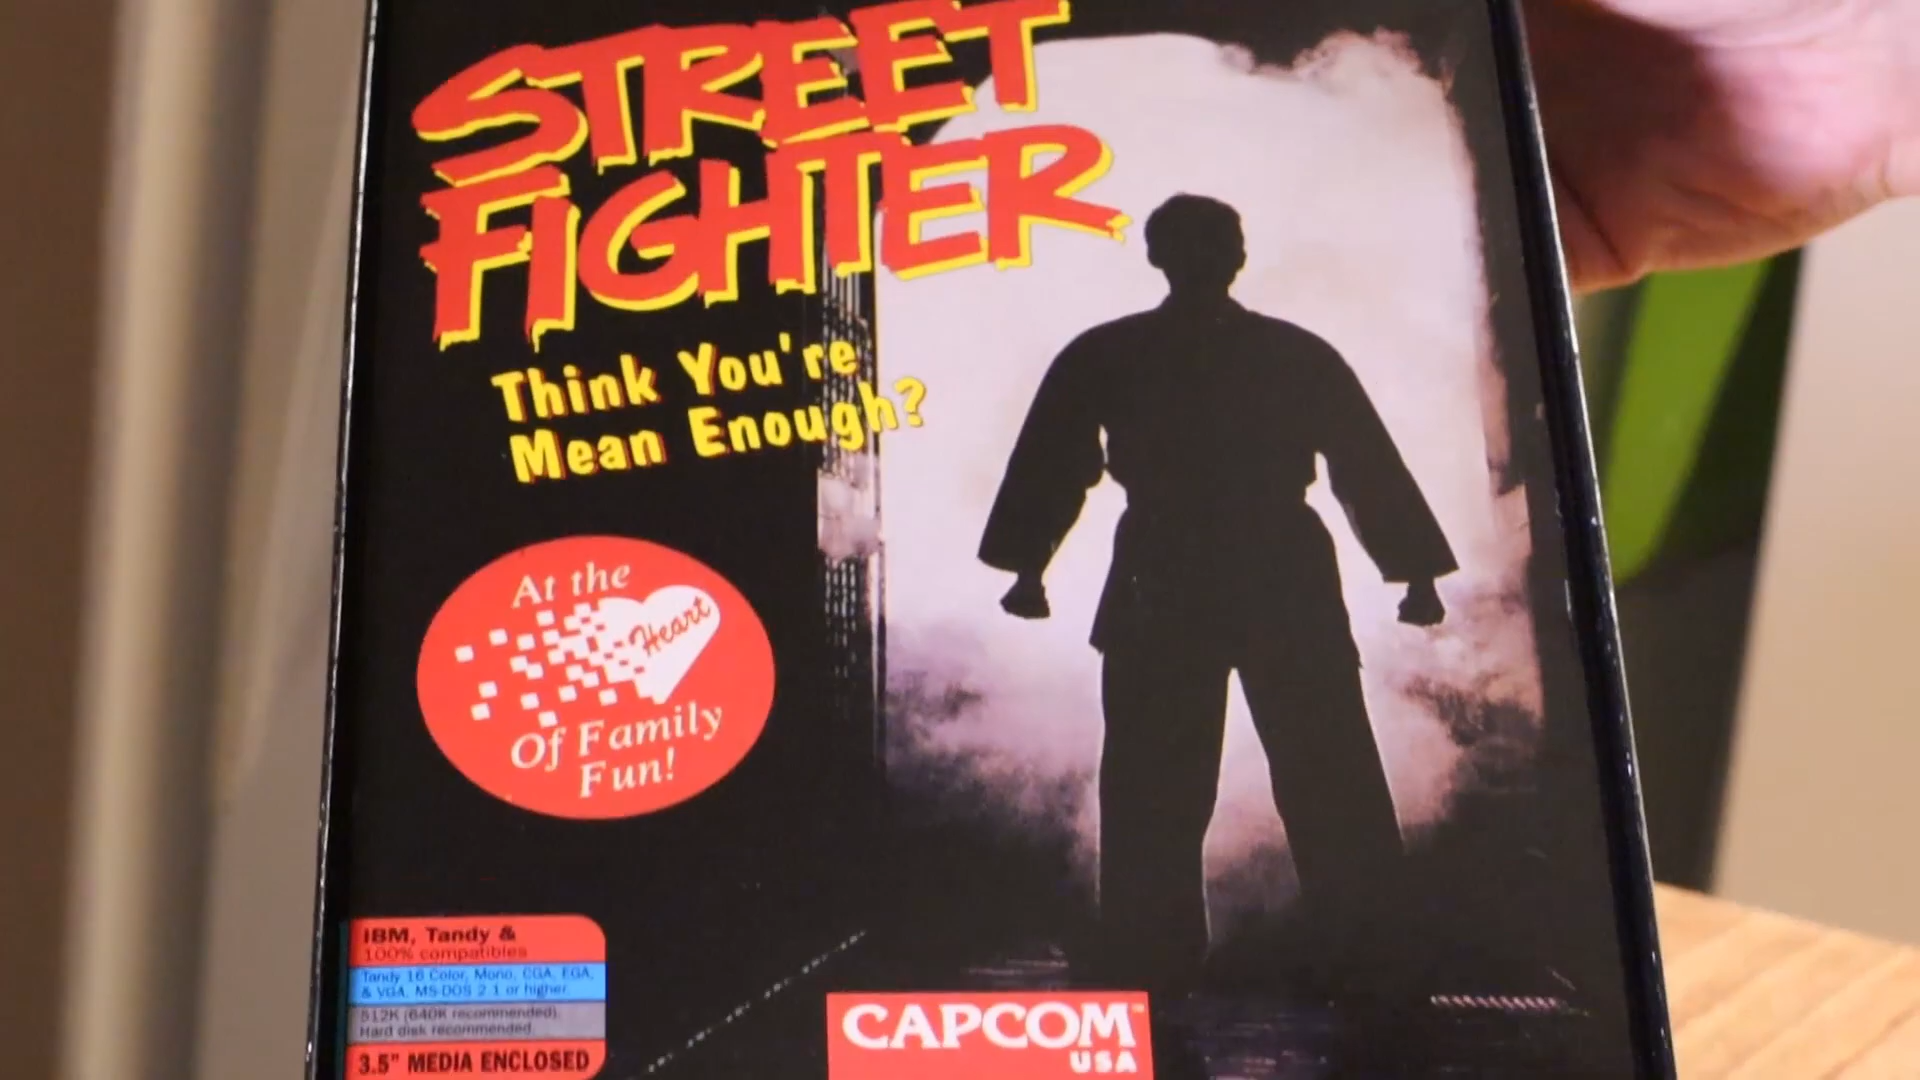 STREET
FIGHTER
Think You're
Mean Enough?
At the
Heart
Of Family
Fun!
IBM, Tandy &
100% compatibles
Tandy 16 Color, Mono, CGA, EGA,
& VGA, MS-DOS 2.1 or higher.
512K (640K recommended).
Hard disk recommended.
3.5" MEDIA ENCLOSED
CAPCOM™
USA